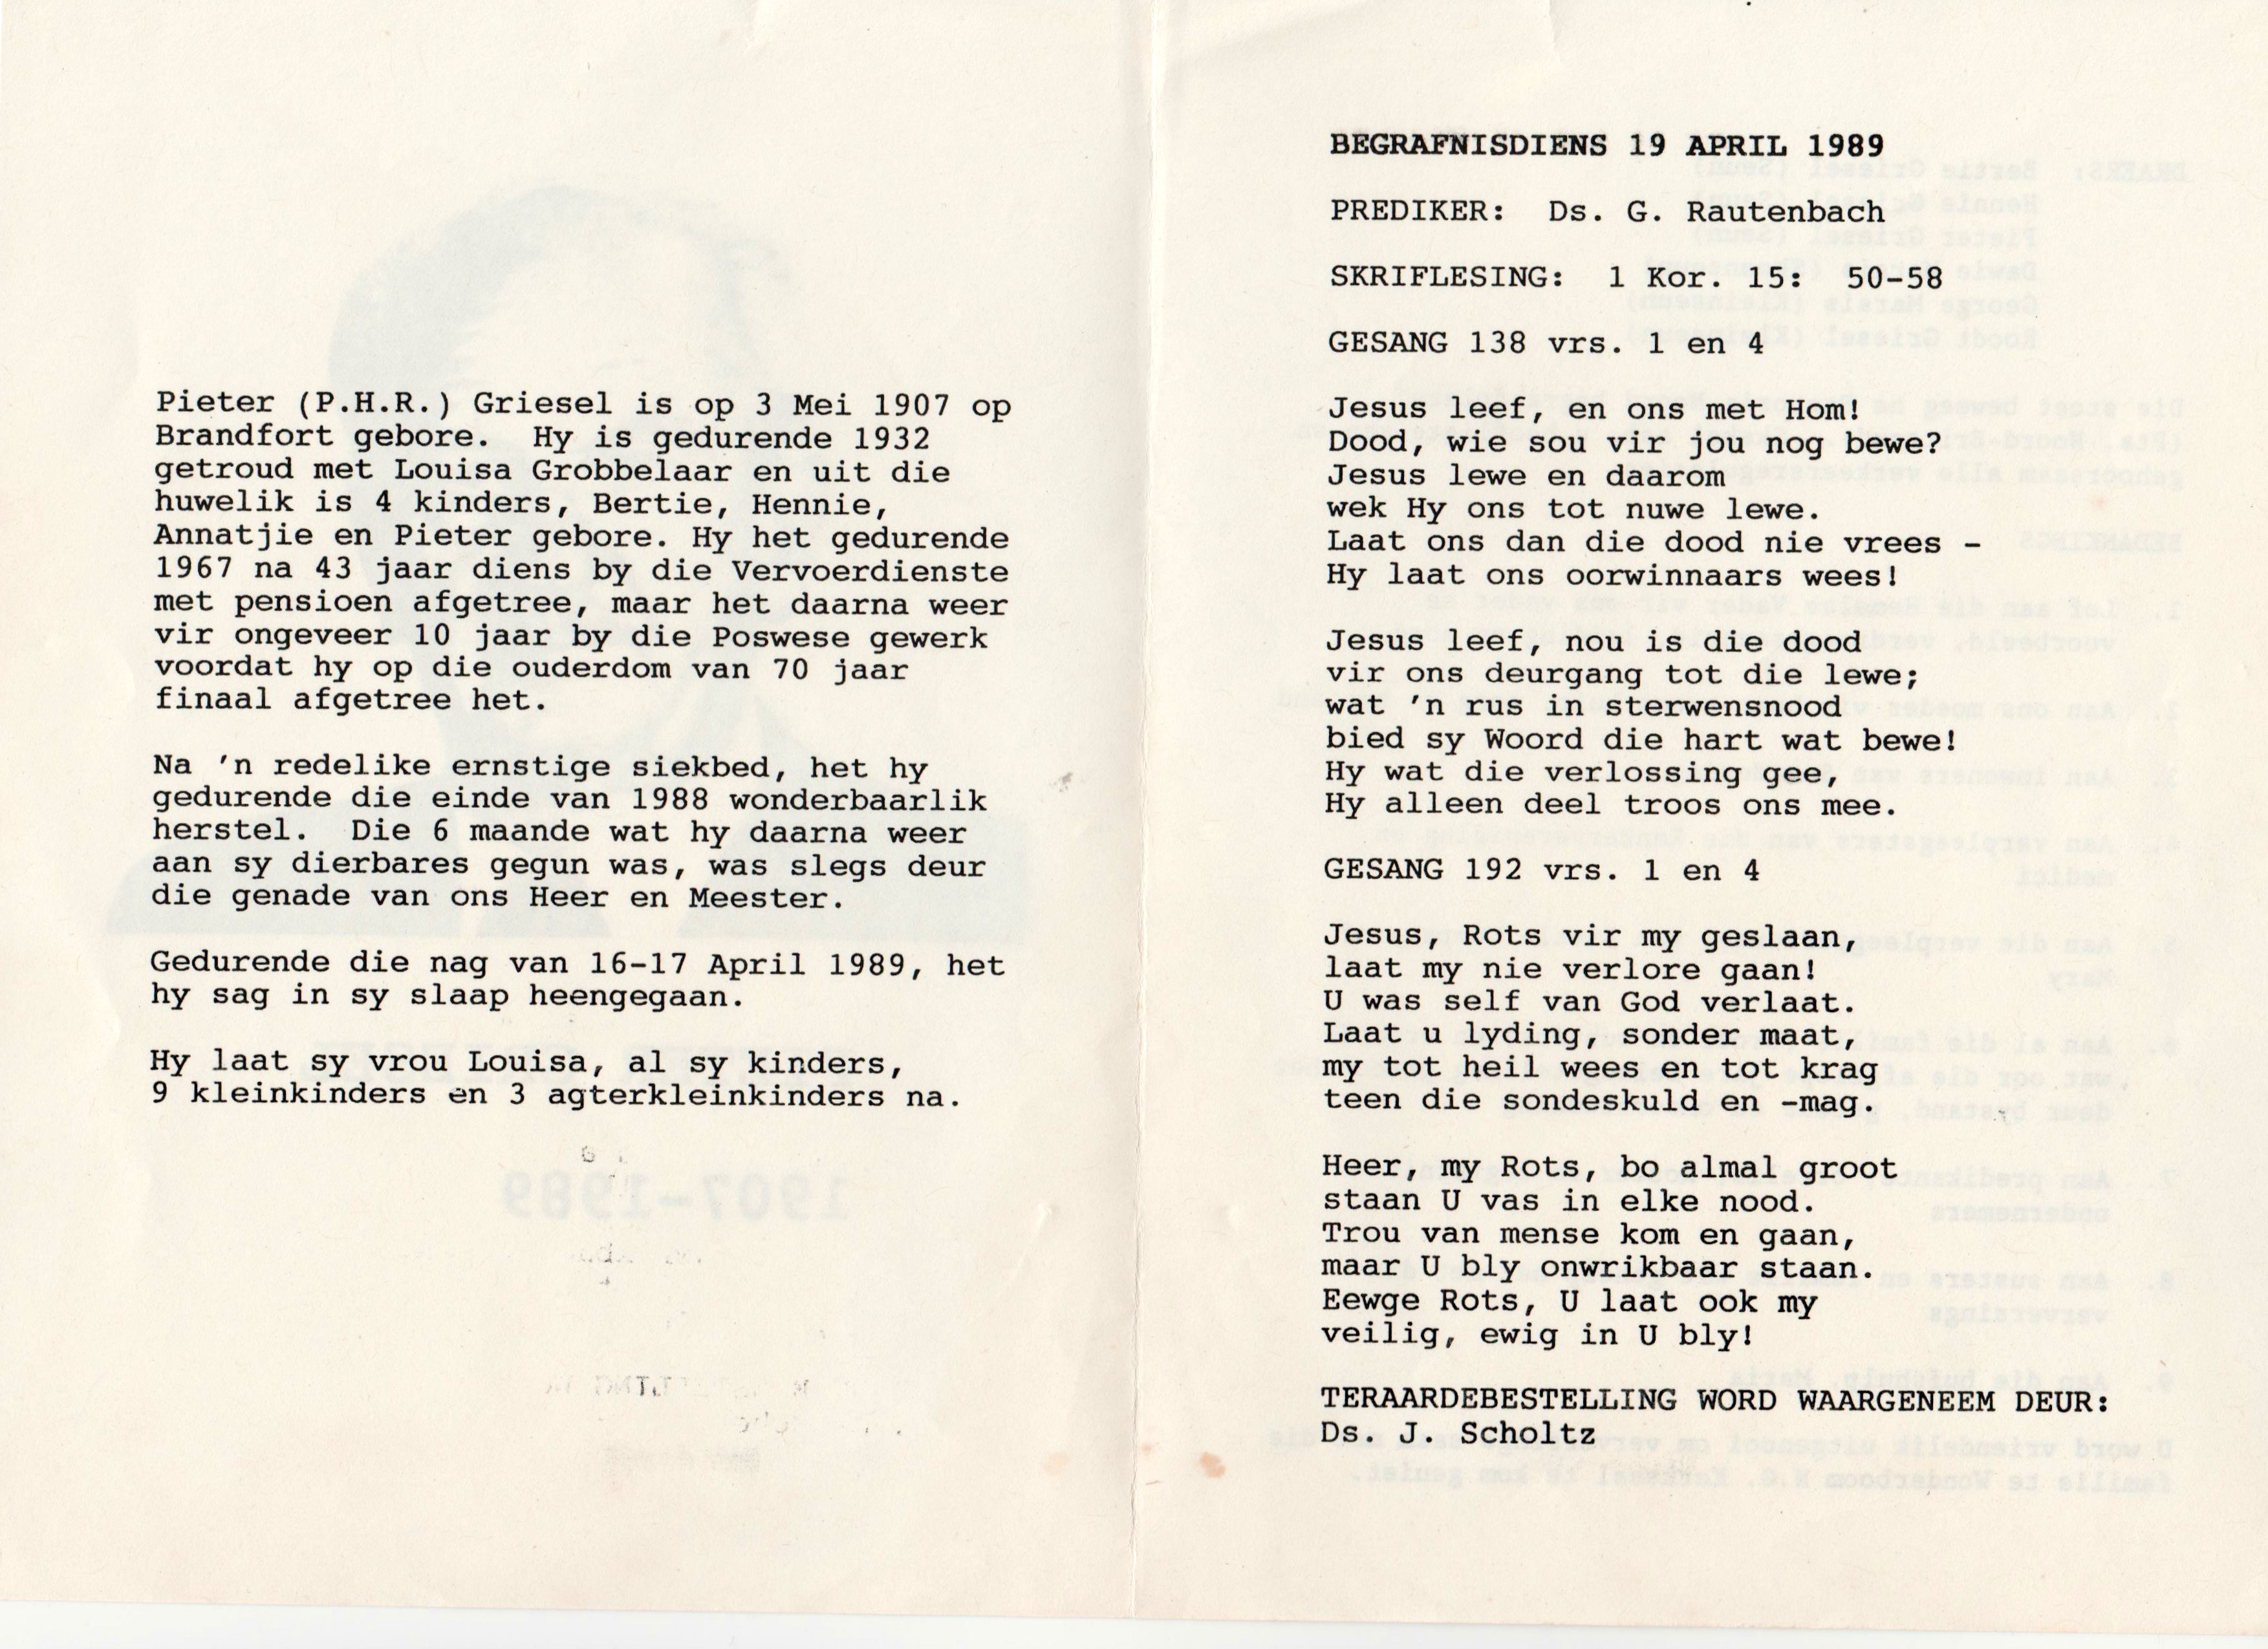 Pieter (P.H.R.) Griesel is op 3 Mei 1907 op
Brandfort gebore. Hy is gedurende 1932
getroud met Louisa Grobbelaar en uit die
huwelik is 4 kinders, Bertie, Hennie,
Annatjie en Pieter gebore. Hy het gedurende
1967 na 43 jaar diens by die Vervoerdienste
met pensioen afgetree, maar het daarna weer
vir ongeveer 10 jaar by die Poswese gewerk
voordat hy op die ouderdom van 70 jaar
finaal afgetree het.
Na 'n redelike ernstige siekbed, het hy
gedurende die einde van 1988 wonderbaarlik
herstel. Die 6 maande wat hy daarna weer
aan sy dierbares gegun was, was slegs deur
die genade van ons Heer en Meester.
Gedurende die nag van 16-17 April 1989, het
hy sag in sy slaap heengegaan.
Hy laat sy vrou Louisa, al sy kinders,
9 kleinkinders en 3 agterkleinkinders na.
1907-1989
BEGRAFNISDIENS 19 APRIL 1989
PREDIKER: Ds. G. Rautenbach
SKRIFLESING: 1 Kor. 15: 50-58
GESANG 138 vrs. 1 en 4
Jesus leef, en ons met Hom!
Dood, wie sou vir jou nog bewe?
Jesus lewe en daarom
wek Hy ons tot nuwe lewe.
Laat ons dan die dood nie vrees -
Hy laat ons oorwinnaars wees!
Jesus leef, nou is die dood
vir ons deurgang tot die lewe;
wat 'n rus in sterwensnood
bied sy Woord die hart wat bewe!
Hy wat die verlossing gee,
Hy alleen deel troos ons mee.
GESANG 192 vrs. 1 en 4
Jesus, Rots vir my geslaan,
laat my nie verlore gaan!
U was self van God verlaat.
Laat u lyding, sonder maat,
my tot heil wees en tot krag
teen die sondeskuld en -mag.
Heer, my Rots, bo almal groot
staan U vas in elke nood.
Trou van mense kom en gaan,
maar U bly onwrikbaar staan.
Eewge Rots, U laat ook my
veilig, ewig in U bly!
TERAARDEBESTELLING WORD WAARGENEEM DEUR:
Ds. J. Scholtz